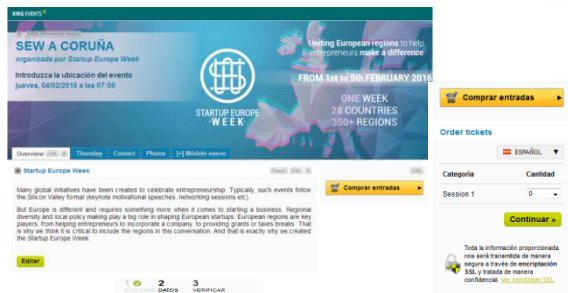 XING EVENTS
SEW A CORUÑA
organizado por Startup Europe Week
Introduzca la ubicación del evento
jueves, 04/02/2016 a las 07:00
STARTUP EUROPE
·WEEK·
Uniting European regions to help
entrepreneurs make a difference
FROM 1st to 5th FEBRUARY 2016
ONE WEEK
28 COUNTRIES
350+ REGIONS
Overview Edit X Thursday Contact Photos [+] Módulo nuevo
Startup Europe Week
Edit X
Edit
Many global initiatives have been created to celebrate entrepreneurship. Typically, such events follow
the Silicon Valley format (keynote motivational speeches, networking sessions etc).
But Europe is different and requires something more when it comes to starting a business. Regional
diversity and local policy making play a big role in shaping European startups. European regions are key
players, from helping entrepreneurs to incorporate a company, to providing grants or taxes breaks. That
is why we think it is critical to include the regions in this conversation. And that is exactly why we created
the Startup Europe Week.
Editar
Comprar entradas
1 2 3
DATOS VERIFICAR
Comprar entradas
Order tickets
ESPAÑOL
Categoría Cantidad
Session 1 0
Continuar »
Toda la información proporcionada
nos será transmitida de manera
segura a través de encriptación
SSL y tratada de manera
confidencial. Ver certificado SSL